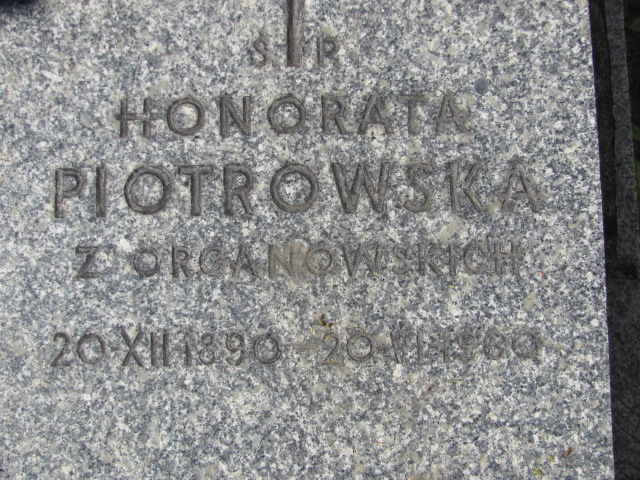 Ś R
HONORATA
PIOTROWSKA
Z ORGANOWSKICH
20·XII·1890 - 20·VI·1960